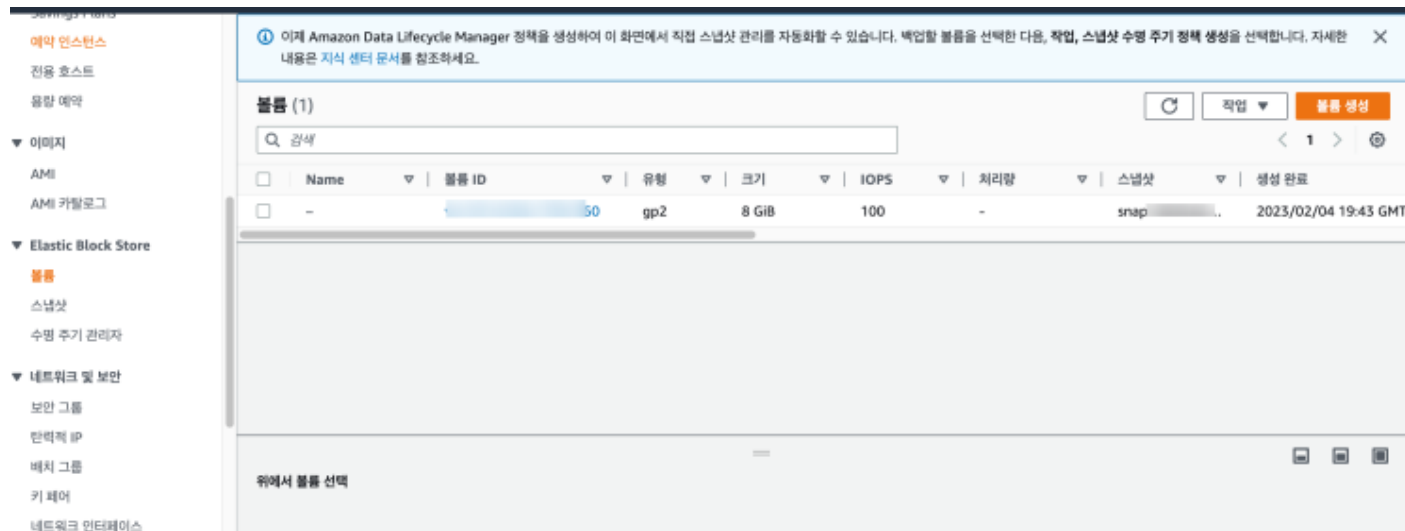 Savings Plans
예약 인스턴스
전용 호스트
용량 예약
이미지
AMI
AMI 카탈로그
Elastic Block Store
볼륨
스냅샷
수명 주기 관리자
네트워크 및 보안
보안 그룹
탄력적 IP
배치 그룹
키 페어
네트워크 인터페이스
이제 Amazon Data Lifecycle Manager 정책을 생성하여 이 화면에서 직접 스냅샷 관리를 자동화할 수 있습니다. 백업할 볼륨을 선택한 다음, 작업, 스냅샷 수명 주기 정책 생성을 선택합니다. 자세한
내용은 지식 센터 문서를 참조하세요.
볼륨 (1)
작업
볼륨 생성
검색
1
Name 볼륨 ID 유형 크기 IOPS 처리량 스냅샷 생성 완료
- 50 gp2 8 GiB 100 - snap .. 2023/02/04 19:43 GMT
위에서 볼륨 선택